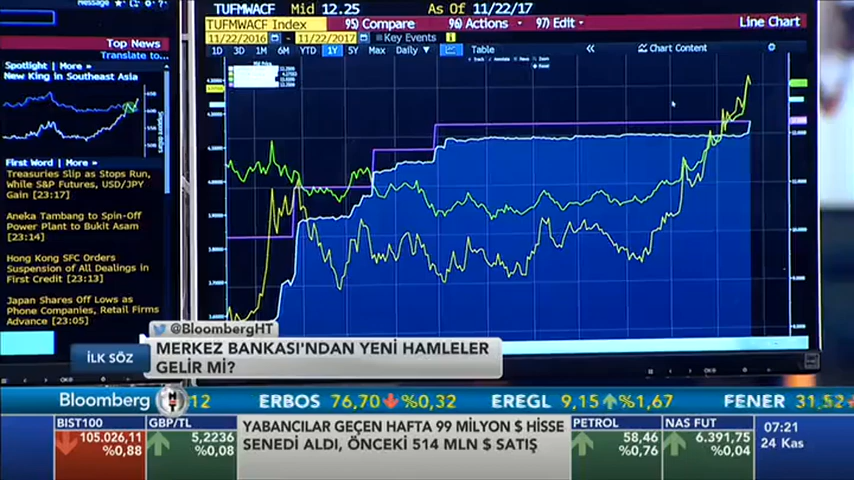 Message
TUFMWACF Mid 12.25 As Of 11/22/17
TUFMWACF Index 95) Compare 96) Actions 97) Edit Line Chart
11/22/2016 - 11/22/2017 Key Events
1D 3D 1M 6M YTD 1Y 5Y Max Daily Table Chart Content
Top News
Translate to...
Spotlight | More »
New King in Southeast Asia
First Word | More »
Treasuries Slip as Stops Run,
While S&P Futures, USD/JPY
Gain [23:17]
Aneka Tambang to Spin-Off
Power Plant to Bukit Asam
[23:14]
Hong Kong SFC Orders
Suspension of All Dealings in
First Credit [23:13]
Japan Shares Off Lows as
Phone Companies, Retail Firms
Advance [23:05]
@BloombergHT
İLK SÖZ
MERKEZ BANKASI'NDAN YENİ HAMLELER
GELİR Mİ?
Bloomberg HT 12 ERBOS 76,70 %0,32 EREGL 9,15 %1,67 FENER 31,52
BIST100 GBP/TL PETROL NAS FUT
105.026,11 5,2236 58,46 6.391,75
%0,88 %0,08 %0,76 %0,04
YABANCILAR GEÇEN HAFTA 99 MİLYON $ HİSSE
SENEDİ ALDI, ÖNCEKİ 514 MLN $ SATIŞ
07:21
24 Kas